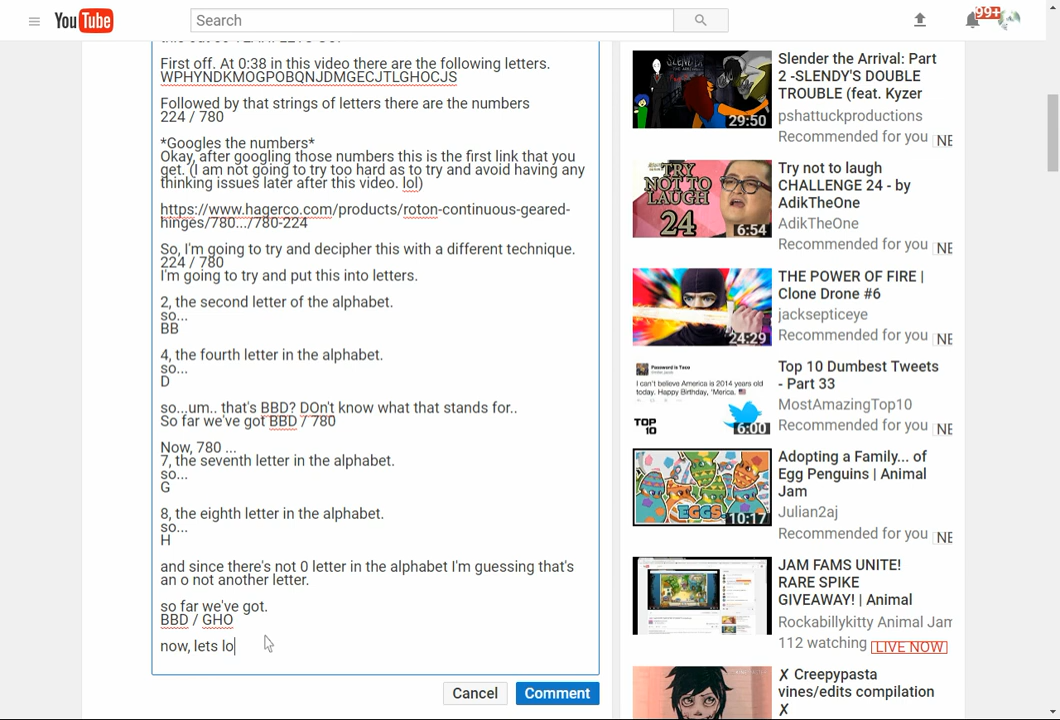 YouTube
Search
99+
First off. At 0:38 in this video there are the following letters.
WPHYNDKMOGPOBQNJDMGECJTLGHOCJS
Followed by that strings of letters there are the numbers
224 / 780
*Googles the numbers*
Okay, after googling those numbers this is the first link that you
get. (I am not going to try too hard as to try and avoid having any
thinking issues later after this video. lol)
https://www.hagerco.com/products/roton-continuous-geared-
hinges/780.../780-224
So, I'm going to try and decipher this with a different technique.
224 / 780
I'm going to try and put this into letters.
2, the second letter of the alphabet.
so...
BB
4, the fourth letter in the alphabet.
so...
D
so...um.. that's BBD? DOn't know what that stands for..
So far we've got BBD / 780
Now, 780 ...
7, the seventh letter in the alphabet.
so...
G
8, the eighth letter in the alphabet.
so...
H
and since there's not 0 letter in the alphabet I'm guessing that's
an o not another letter.
so far we've got.
BBD / GHO
now, lets lo
Cancel
Comment
Slender the Arrival: Part
2 -SLENDY'S DOUBLE
TROUBLE (feat. Kyzer
pshattuckproductions
Recommended for you NE
29:50
Try not to laugh
CHALLENGE 24 - by
AdikTheOne
AdikTheOne
Recommended for you NE
TRY
NOT TO
LAUGH
24
6:54
THE POWER OF FIRE |
Clone Drone #6
jacksepticeye
Recommended for you NE
24:29
Top 10 Dumbest Tweets
- Part 33
MostAmazingTop10
Recommended for you NE
I can't believe America is 2014 years old
today. Happy Birthday, 'Merica.
TOP
10
6:00
Adopting a Family... of
Egg Penguins | Animal
Jam
Julian2aj
Recommended for you NE
EGGS
10:17
JAM FAMS UNITE!
RARE SPIKE
GIVEAWAY! | Animal
Rockabillykitty Animal Jam
112 watching LIVE NOW
X Creepypasta
vines/edits compilation
X